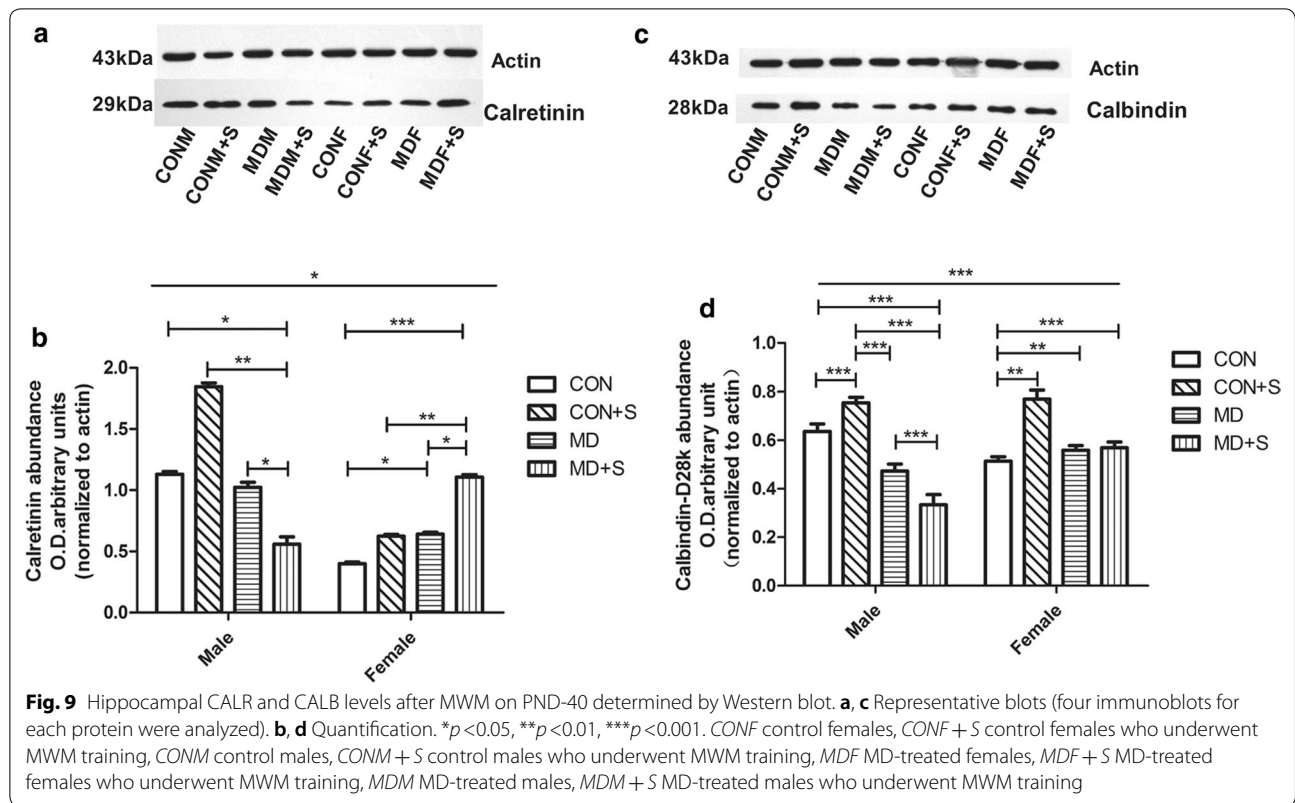 a
43kDa
Actin
29kDa
Calretinin
CONM
CONM+S
MDM
MDM+S
CONF
CONF+S
MDF
MDF+S
c
43kDa
Actin
28kDa
Calbindin
CONM
CONM+S
MDM
MDM+S
CONF
CONF+S
MDF
MDF+S
b
*
*
***
**
**
*
*
*
2.0
1.5
1.0
0.5
0.0
Calretinin abundance
O.D.arbitrary units
(normalized to actin)
Male
Female
CON
CON+S
MD
MD+S
d
***
***
***
***
***
**
***
**
***
1.0
0.8
0.6
0.4
0.2
0.0
Calbindin-D28k abundance
O.D.arbitrary unit
(normalized to actin)
Male
Female
CON
CON+S
MD
MD+S
Fig. 9 Hippocampal CALR and CALB levels after MWM on PND-40 determined by Western blot. a, c Representative blots (four immunoblots for
each protein were analyzed). b, d Quantification. *p<0.05, **p<0.01, ***p<0.001. CONF control females, CONF + S control females who underwent
MWM training, CONM control males, CONM + S control males who underwent MWM training, MDF MD-treated females, MDF + S MD-treated
females who underwent MWM training, MDM MD-treated males, MDM + S MD-treated males who underwent MWM training